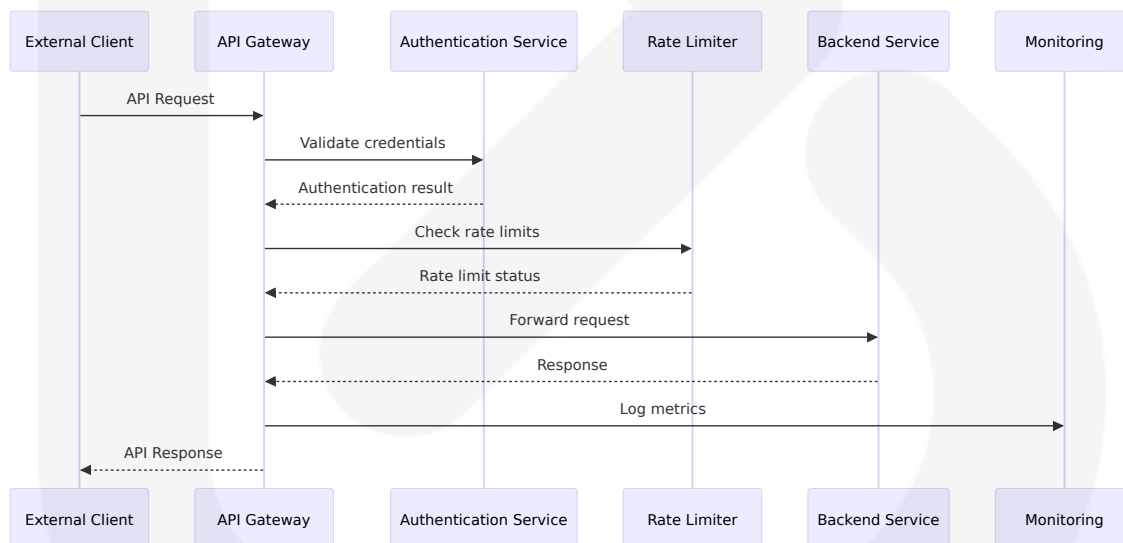 External Client
API Gateway
Authentication Service
Rate Limiter
Backend Service
Monitoring
API Request
Validate credentials
Authentication result
Check rate limits
Rate limit status
Forward request
Response
Log metrics
API Response
External Client
API Gateway
Authentication Service
Rate Limiter
Backend Service
Monitoring